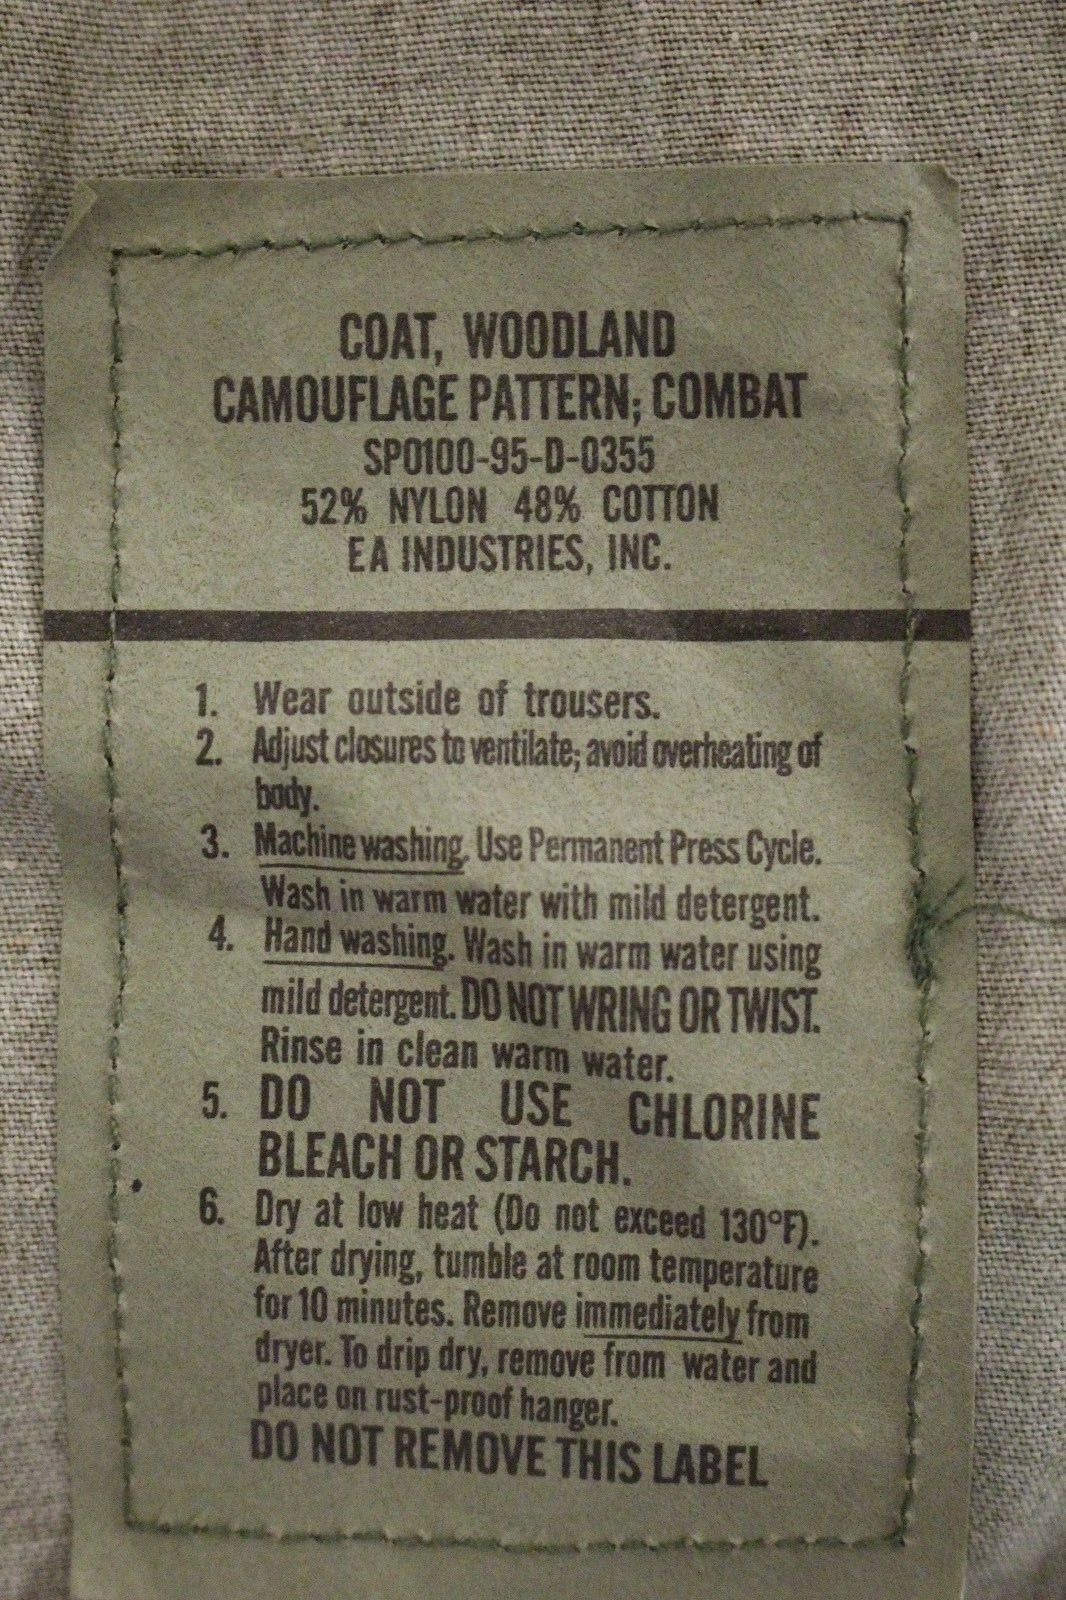 COAT, WOODLAND
CAMOUFLAGE PATTERN; COMBAT
SPO100-95-D-0355
52% NYLON 48% COTTON
EA INDUSTRIES, INC.
1. Wear outside of trousers.
2. Adjust closures to ventilate; avoid overheating of
body.
3. Machine washing. Use Permanent Press Cycle.
Wash in warm water with mild detergent.
4. Hand washing. Wash in warm water using
mild detergent. DO NOT WRING OR TWIST.
Rinse in clean warm water.
5. DO NOT USE CHLORINE
BLEACH OR STARCH.
6. Dry at low heat (Do not exceed 130°F).
After drying, tumble at room temperature
for 10 minutes. Remove immediately from
dryer. To drip dry, remove from water and
place on rust-proof hanger.
DO NOT REMOVE THIS LABEL